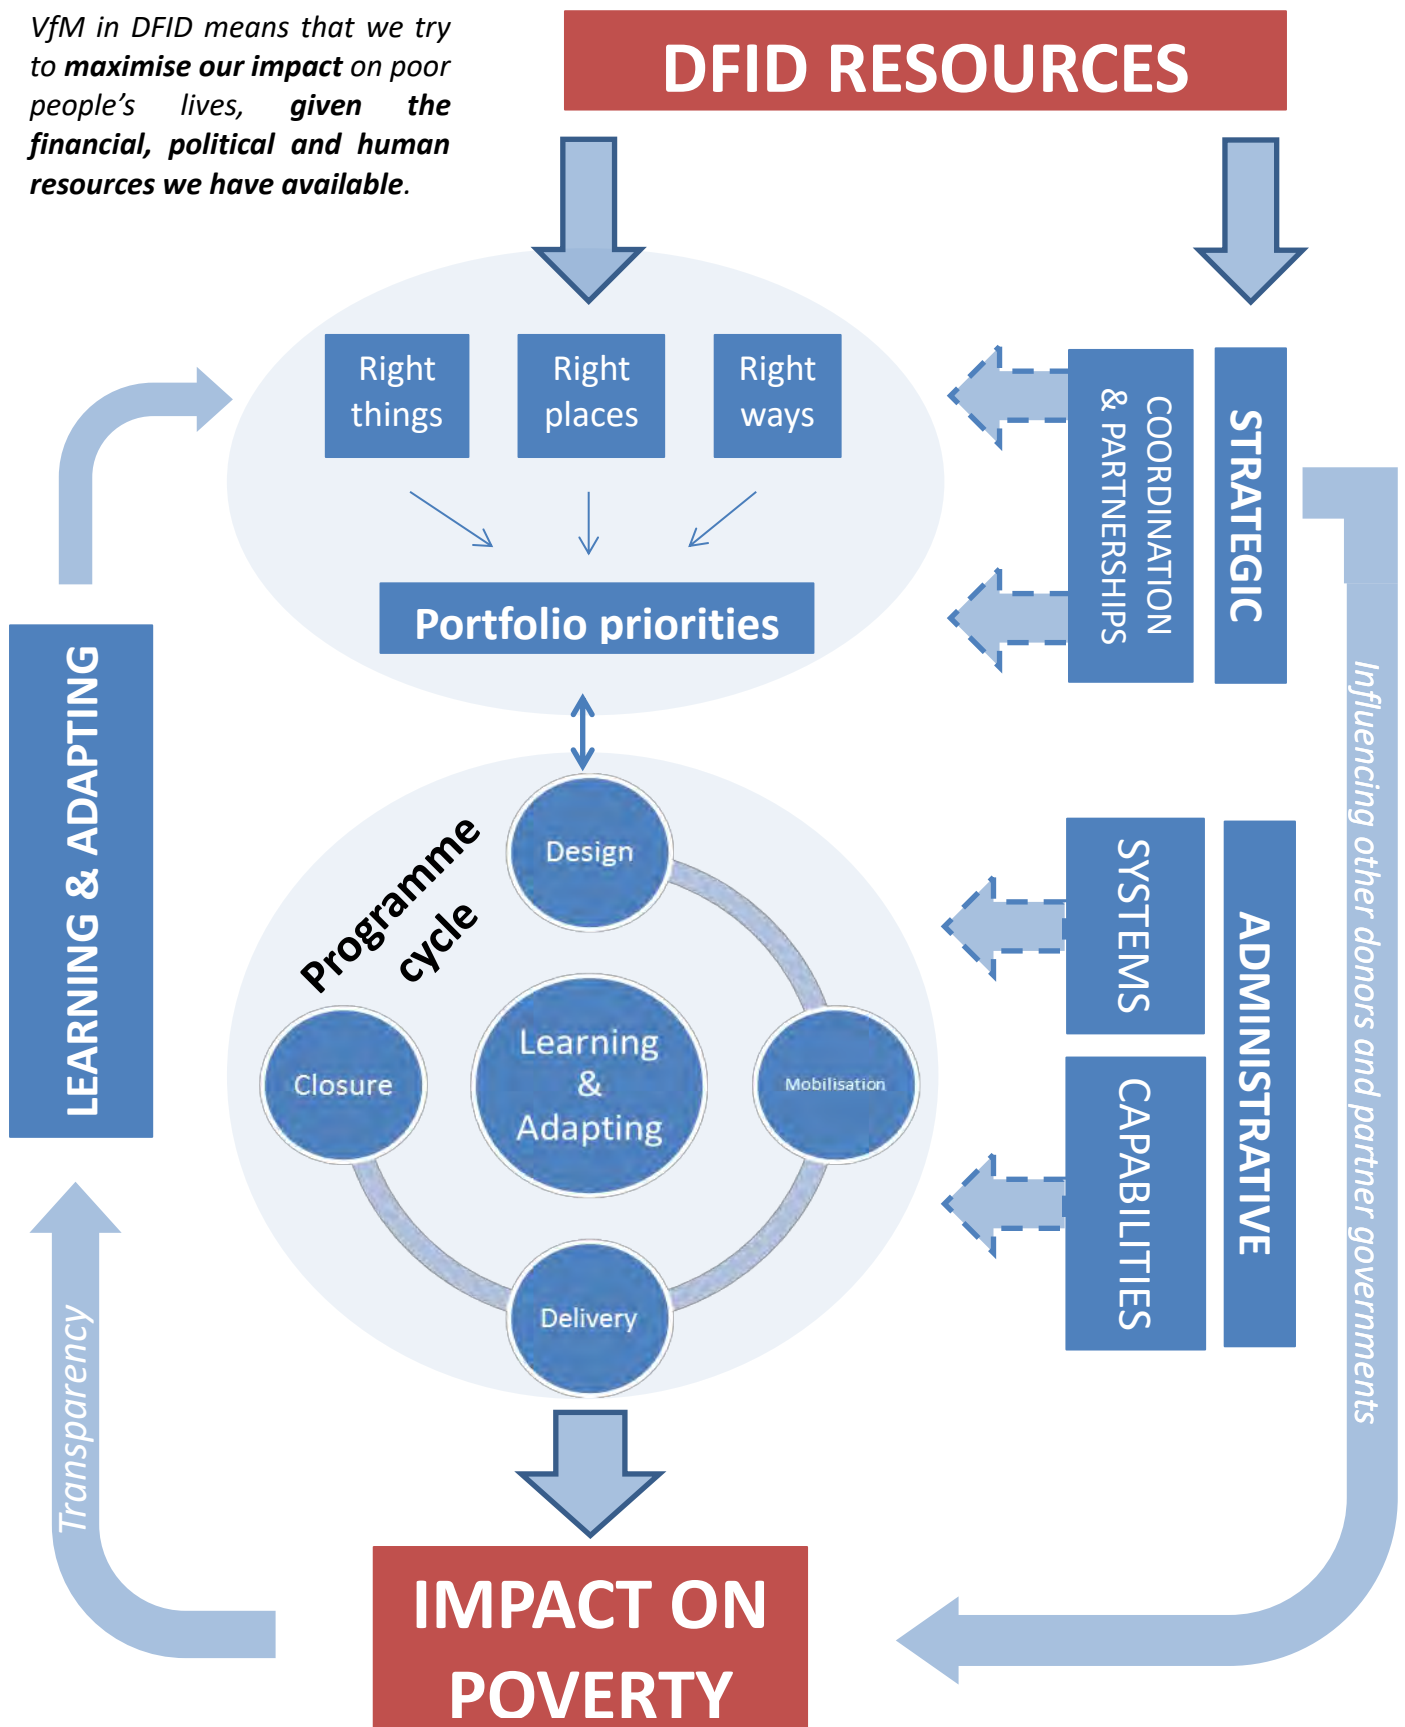 VfM in DFID means that we try
to maximise our impact on poor
people's lives, given the
financial, political and human
resources we have available.
DFID RESOURCES
Right
things
Right
places
Right
ways
Portfolio priorities
COORDINATION
& PARTNERSHIPS
STRATEGIC
LEARNING & ADAPTING
Programme
cycle
Design
Learning
&
Adapting
Closure
Mobilisation
Delivery
SYSTEMS
CAPABILITIES
ADMINISTRATIVE
Influencing other donors and partner governments
Transparency
IMPACT ON
POVERTY